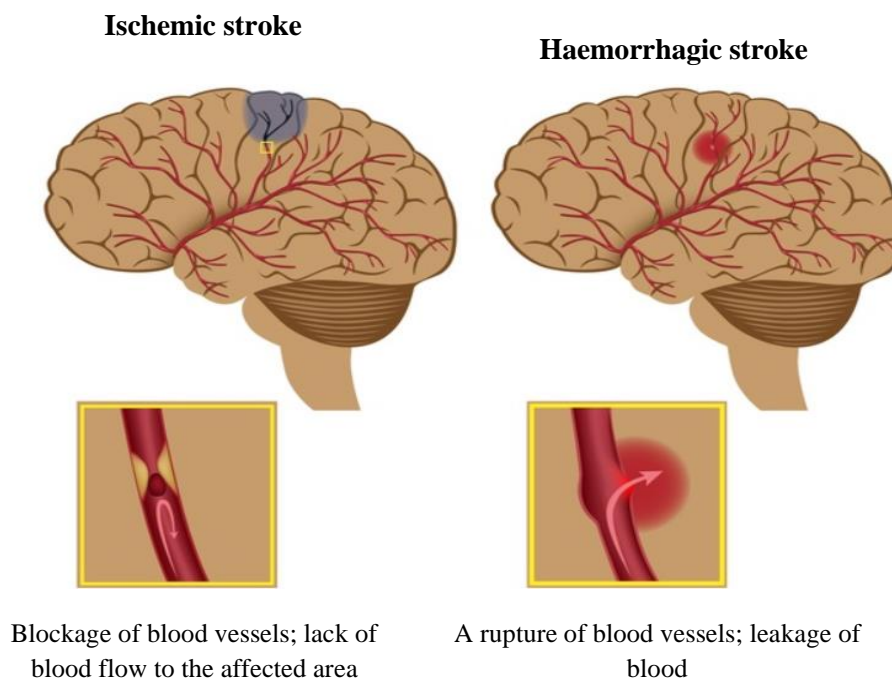 Ischemic stroke
Haemorrhagic stroke
Blockage of blood vessels; lack of
blood flow to the affected area
A rupture of blood vessels; leakage of
blood